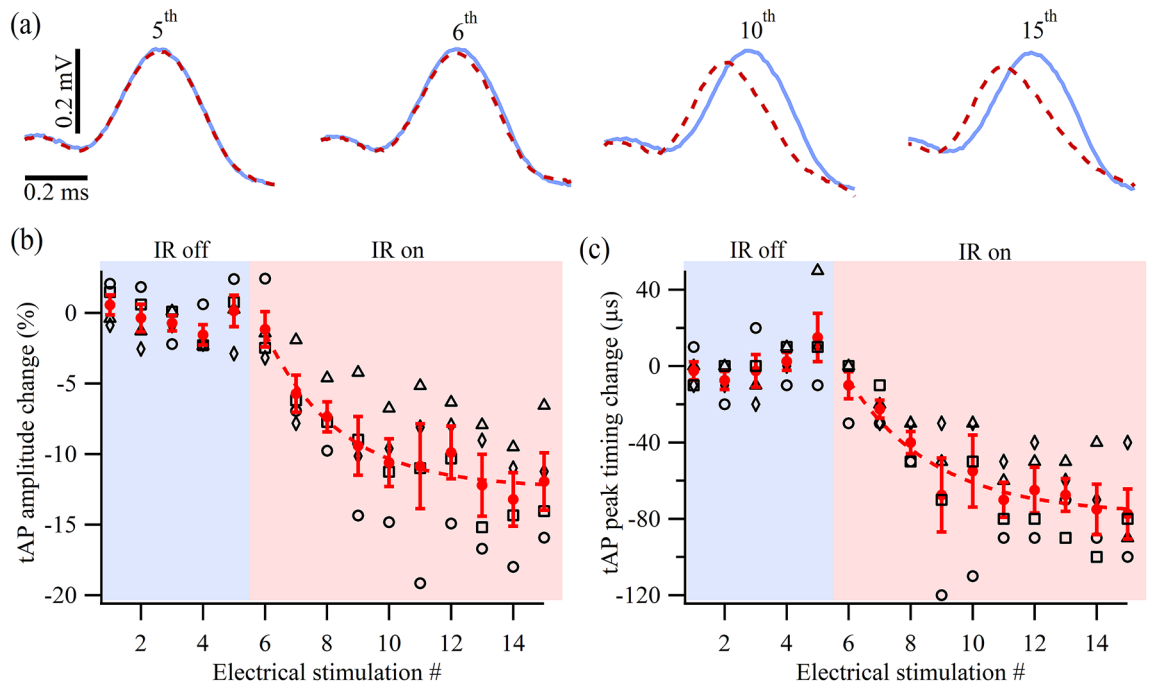 (a)
5th
6th
10th
15th
0.2 mV
0.2 ms
(b)
IR off
IR on
tAP amplitude change (%)
0
-5
-10
-15
-20
2
4
6
8
10
12
14
Electrical stimulation #
(c)
IR off
IR on
tAP peak timing change (µs)
40
0
-40
-80
-120
2
4
6
8
10
12
14
Electrical stimulation #